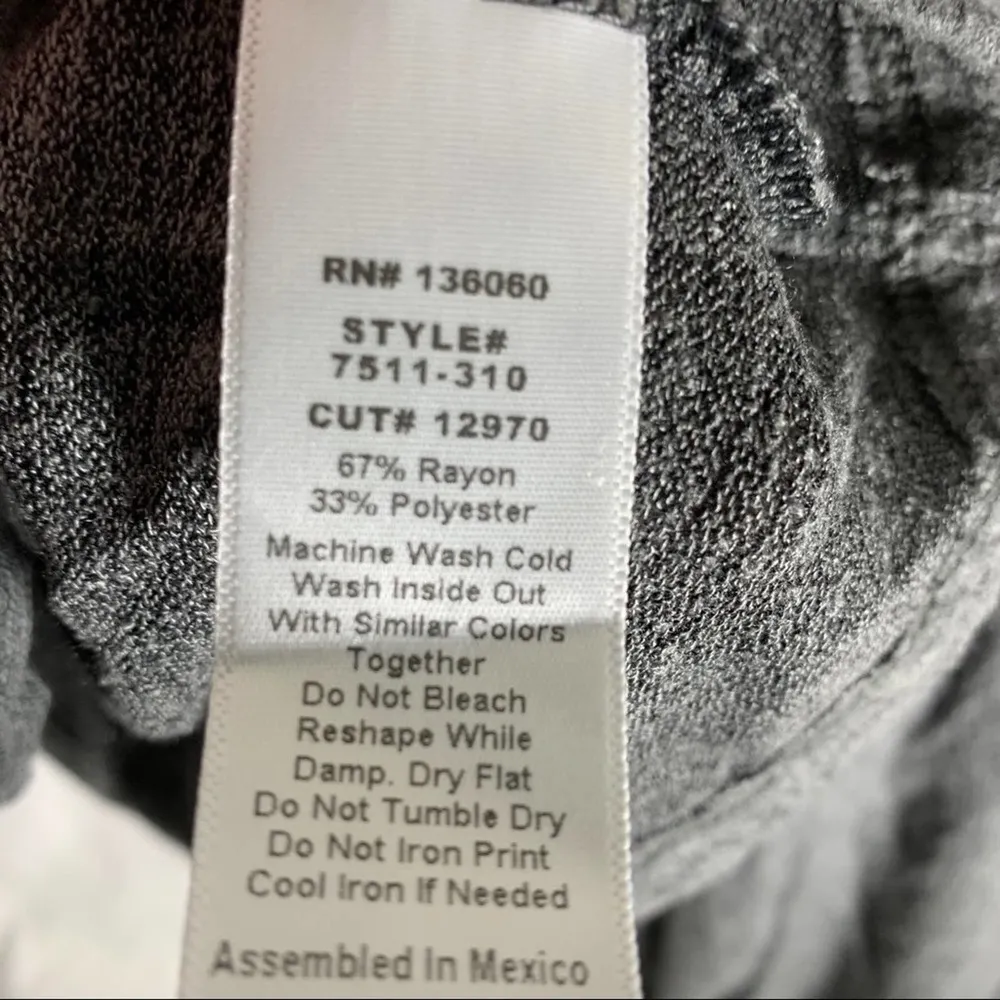 RN# 136060
STYLE#
7511-310
CUT# 12970
67% Rayon
33% Polyester
Machine Wash Cold
Wash Inside Out
With Similar Colors
Together
Do Not Bleach
Reshape While
Damp. Dry Flat
Do Not Tumble Dry
Do Not Iron Print
Cool Iron If Needed
Assembled In Mexico